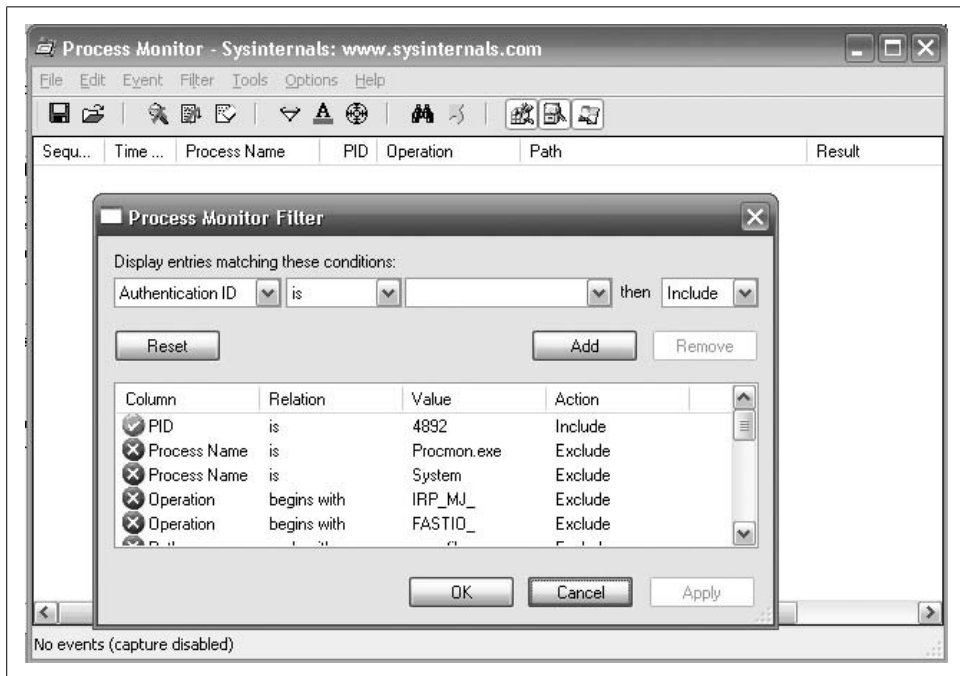 Process Monitor - Sysinternals: www.sysinternals.com
File Edit Event Filter Tools Options Help
Sequ... Time ... Process Name PID Operation Path Result
Process Monitor Filter
Display entries matching these conditions:
Authentication ID is then Include
Reset Add Remove
Column Relation Value Action
PID is 4892 Include
Process Name is Procmon.exe Exclude
Process Name is System Exclude
Operation begins with IRP_MJ_ Exclude
Operation begins with FASTIO_ Exclude
OK Cancel Apply
No events (capture disabled)